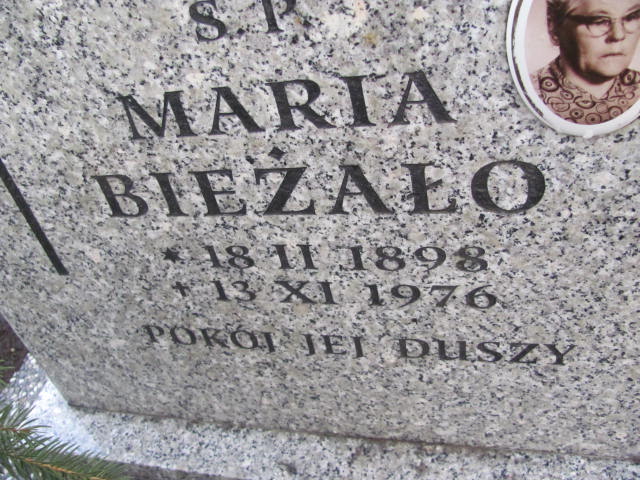 Ś P
MARIA
BIEŻAŁO
* 18 II 1898
† 13 XI 1976
POKÓJ JEJ DUSZY